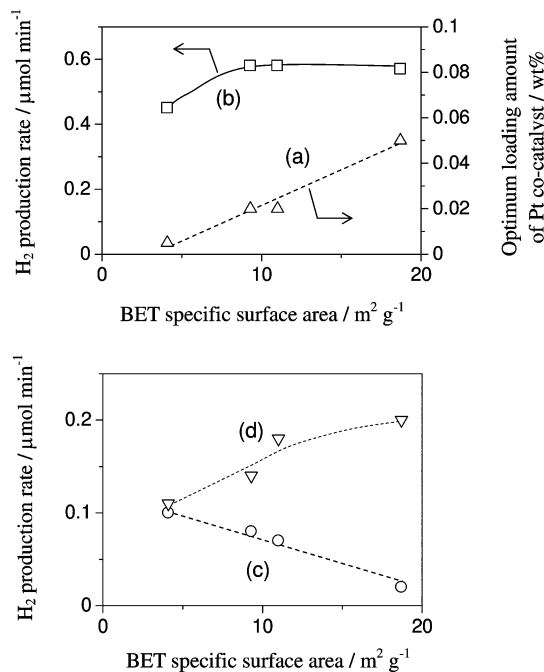 0.6
0.4
0.2
0
H₂ production rate / μmol min⁻¹
(b)
(a)
0.1
0.08
0.06
0.04
0.02
0
Optimum loading amount
of Pt co-catalyst / wt%
0
10
20
BET specific surface area / m² g⁻¹
0.2
0.1
0
H₂ production rate / μmol min⁻¹
(d)
(c)
0
5
10
15
20
BET specific surface area / m² g⁻¹